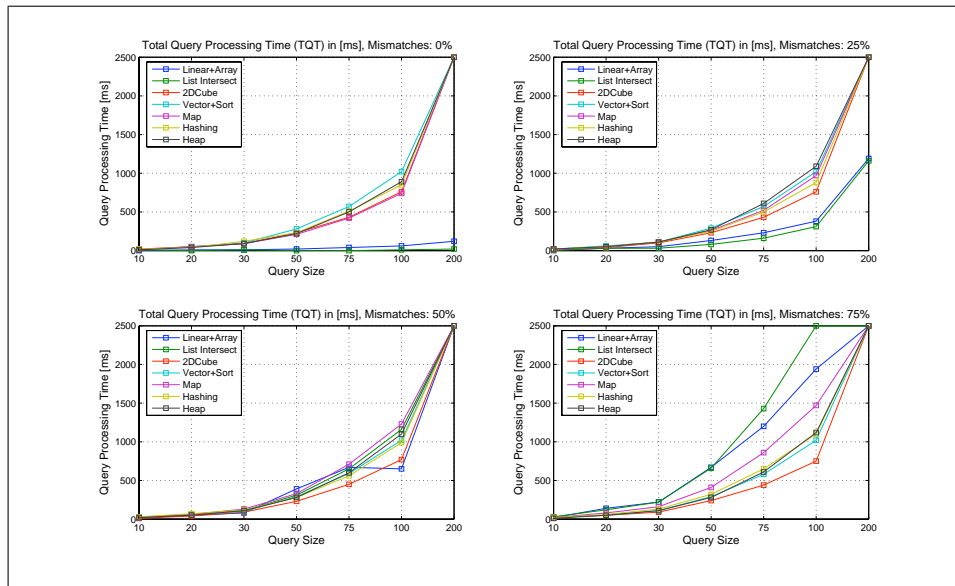 Total Query Processing Time (TQT) in [ms], Mismatches: 0%
2500
2000
1500
1000
500
0
Query Processing Time [ms]
Linear+Array
List Intersect
2DCube
Vector+Sort
Map
Hashing
Heap
10 20 30 50 75 100 200
Query Size
Total Query Processing Time (TQT) in [ms], Mismatches: 25%
2500
2000
1500
1000
500
0
Query Processing Time [ms]
Linear+Array
List Intersect
2DCube
Vector+Sort
Map
Hashing
Heap
10 20 30 50 75 100 200
Query Size
Total Query Processing Time (TQT) in [ms], Mismatches: 50%
2500
2000
1500
1000
500
0
Query Processing Time [ms]
Linear+Array
List Intersect
2DCube
Vector+Sort
Map
Hashing
Heap
10 20 30 50 75 100 200
Query Size
Total Query Processing Time (TQT) in [ms], Mismatches: 75%
2500
2000
1500
1000
500
0
Query Processing Time [ms]
Linear+Array
List Intersect
2DCube
Vector+Sort
Map
Hashing
Heap
10 20 30 50 75 100 200
Query Size